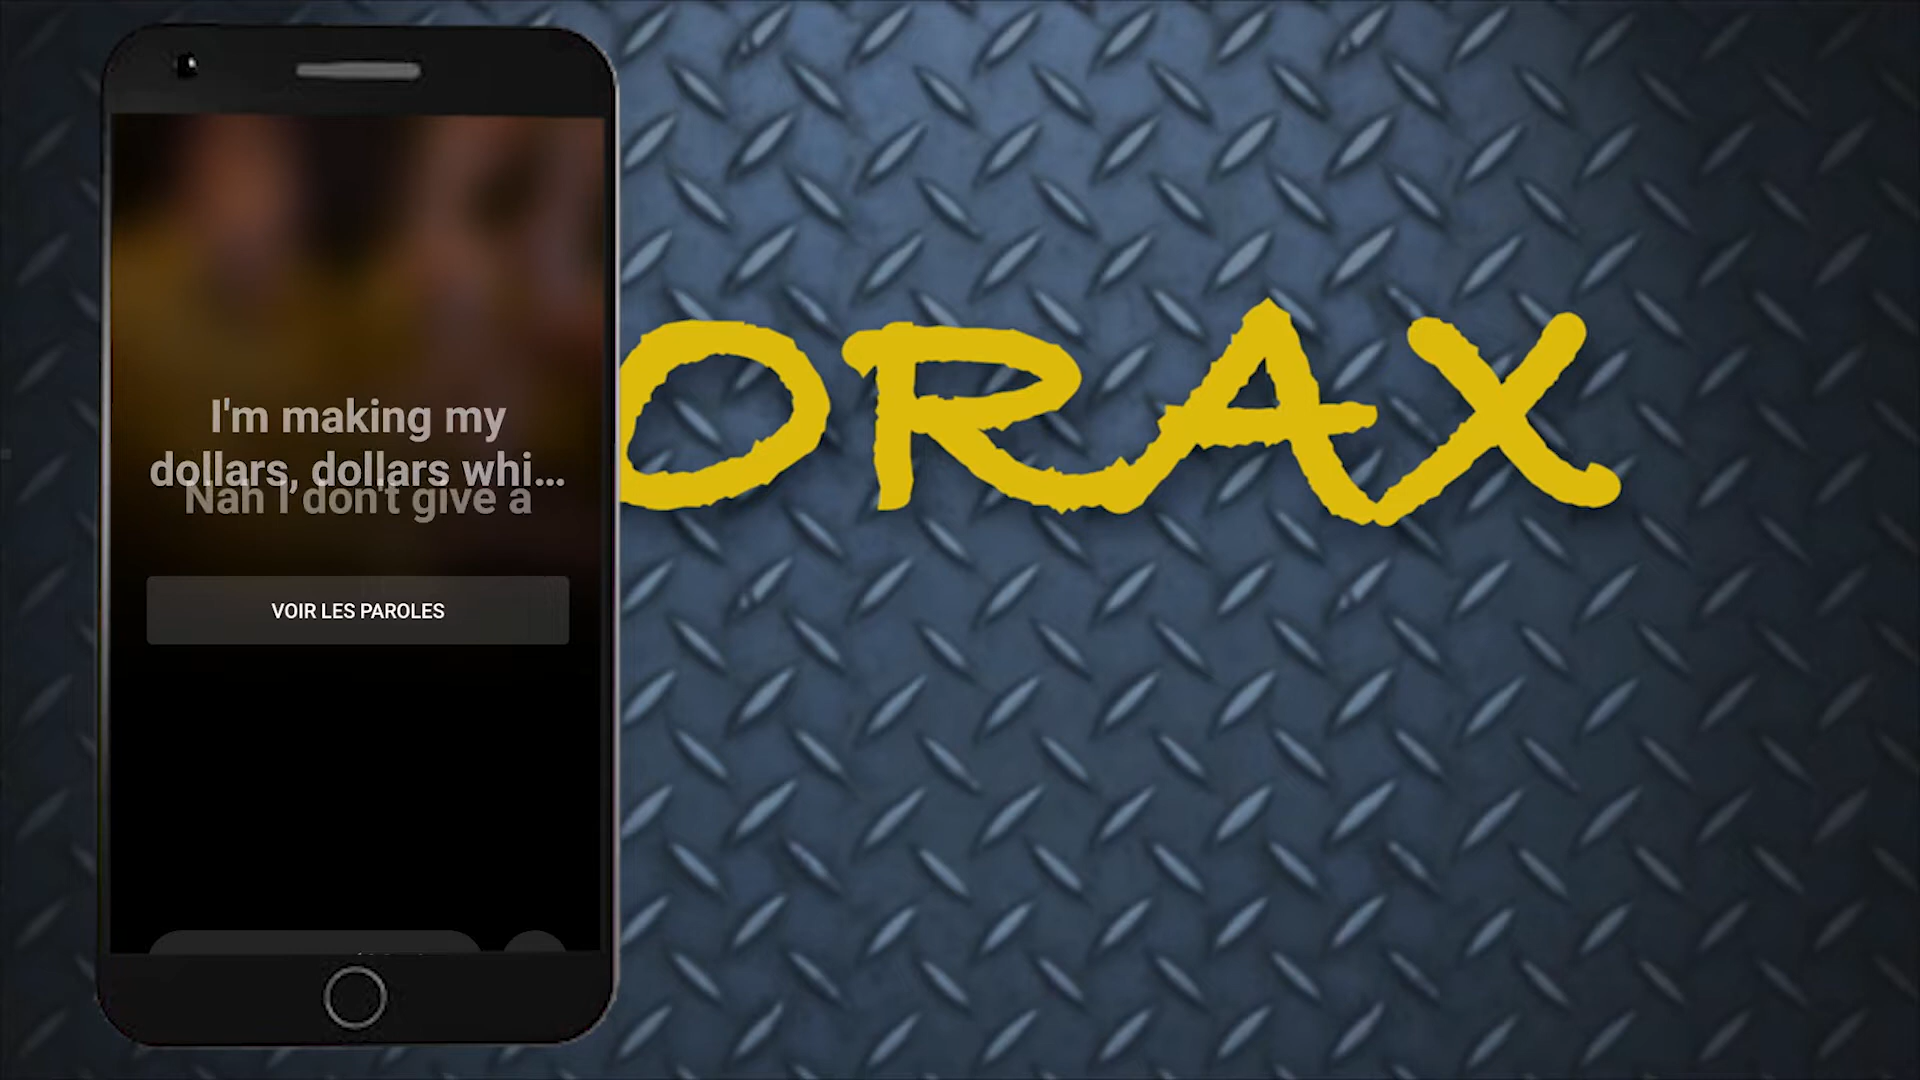 I'm making my
dollars, dollars whi...
Nah I don't give a
VOIR LES PAROLES
ORAX